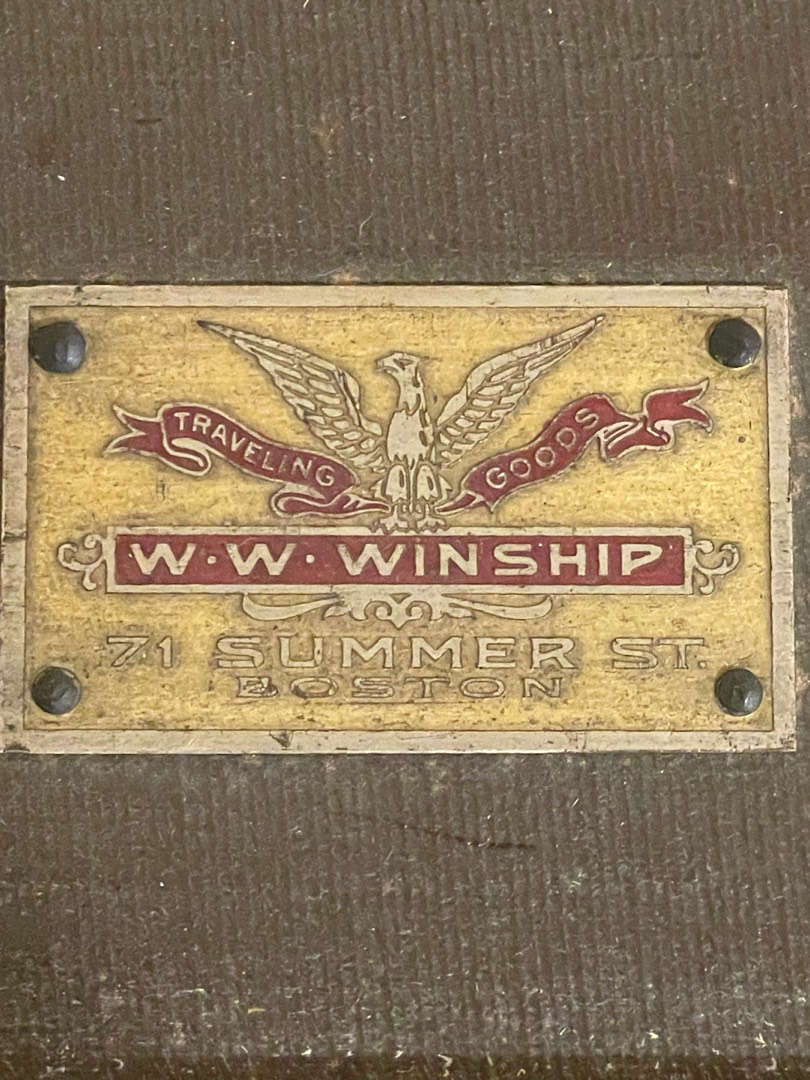 TRAVELING GOODS
W·W·WINSHIP
71 SUMMER ST.
BOSTON